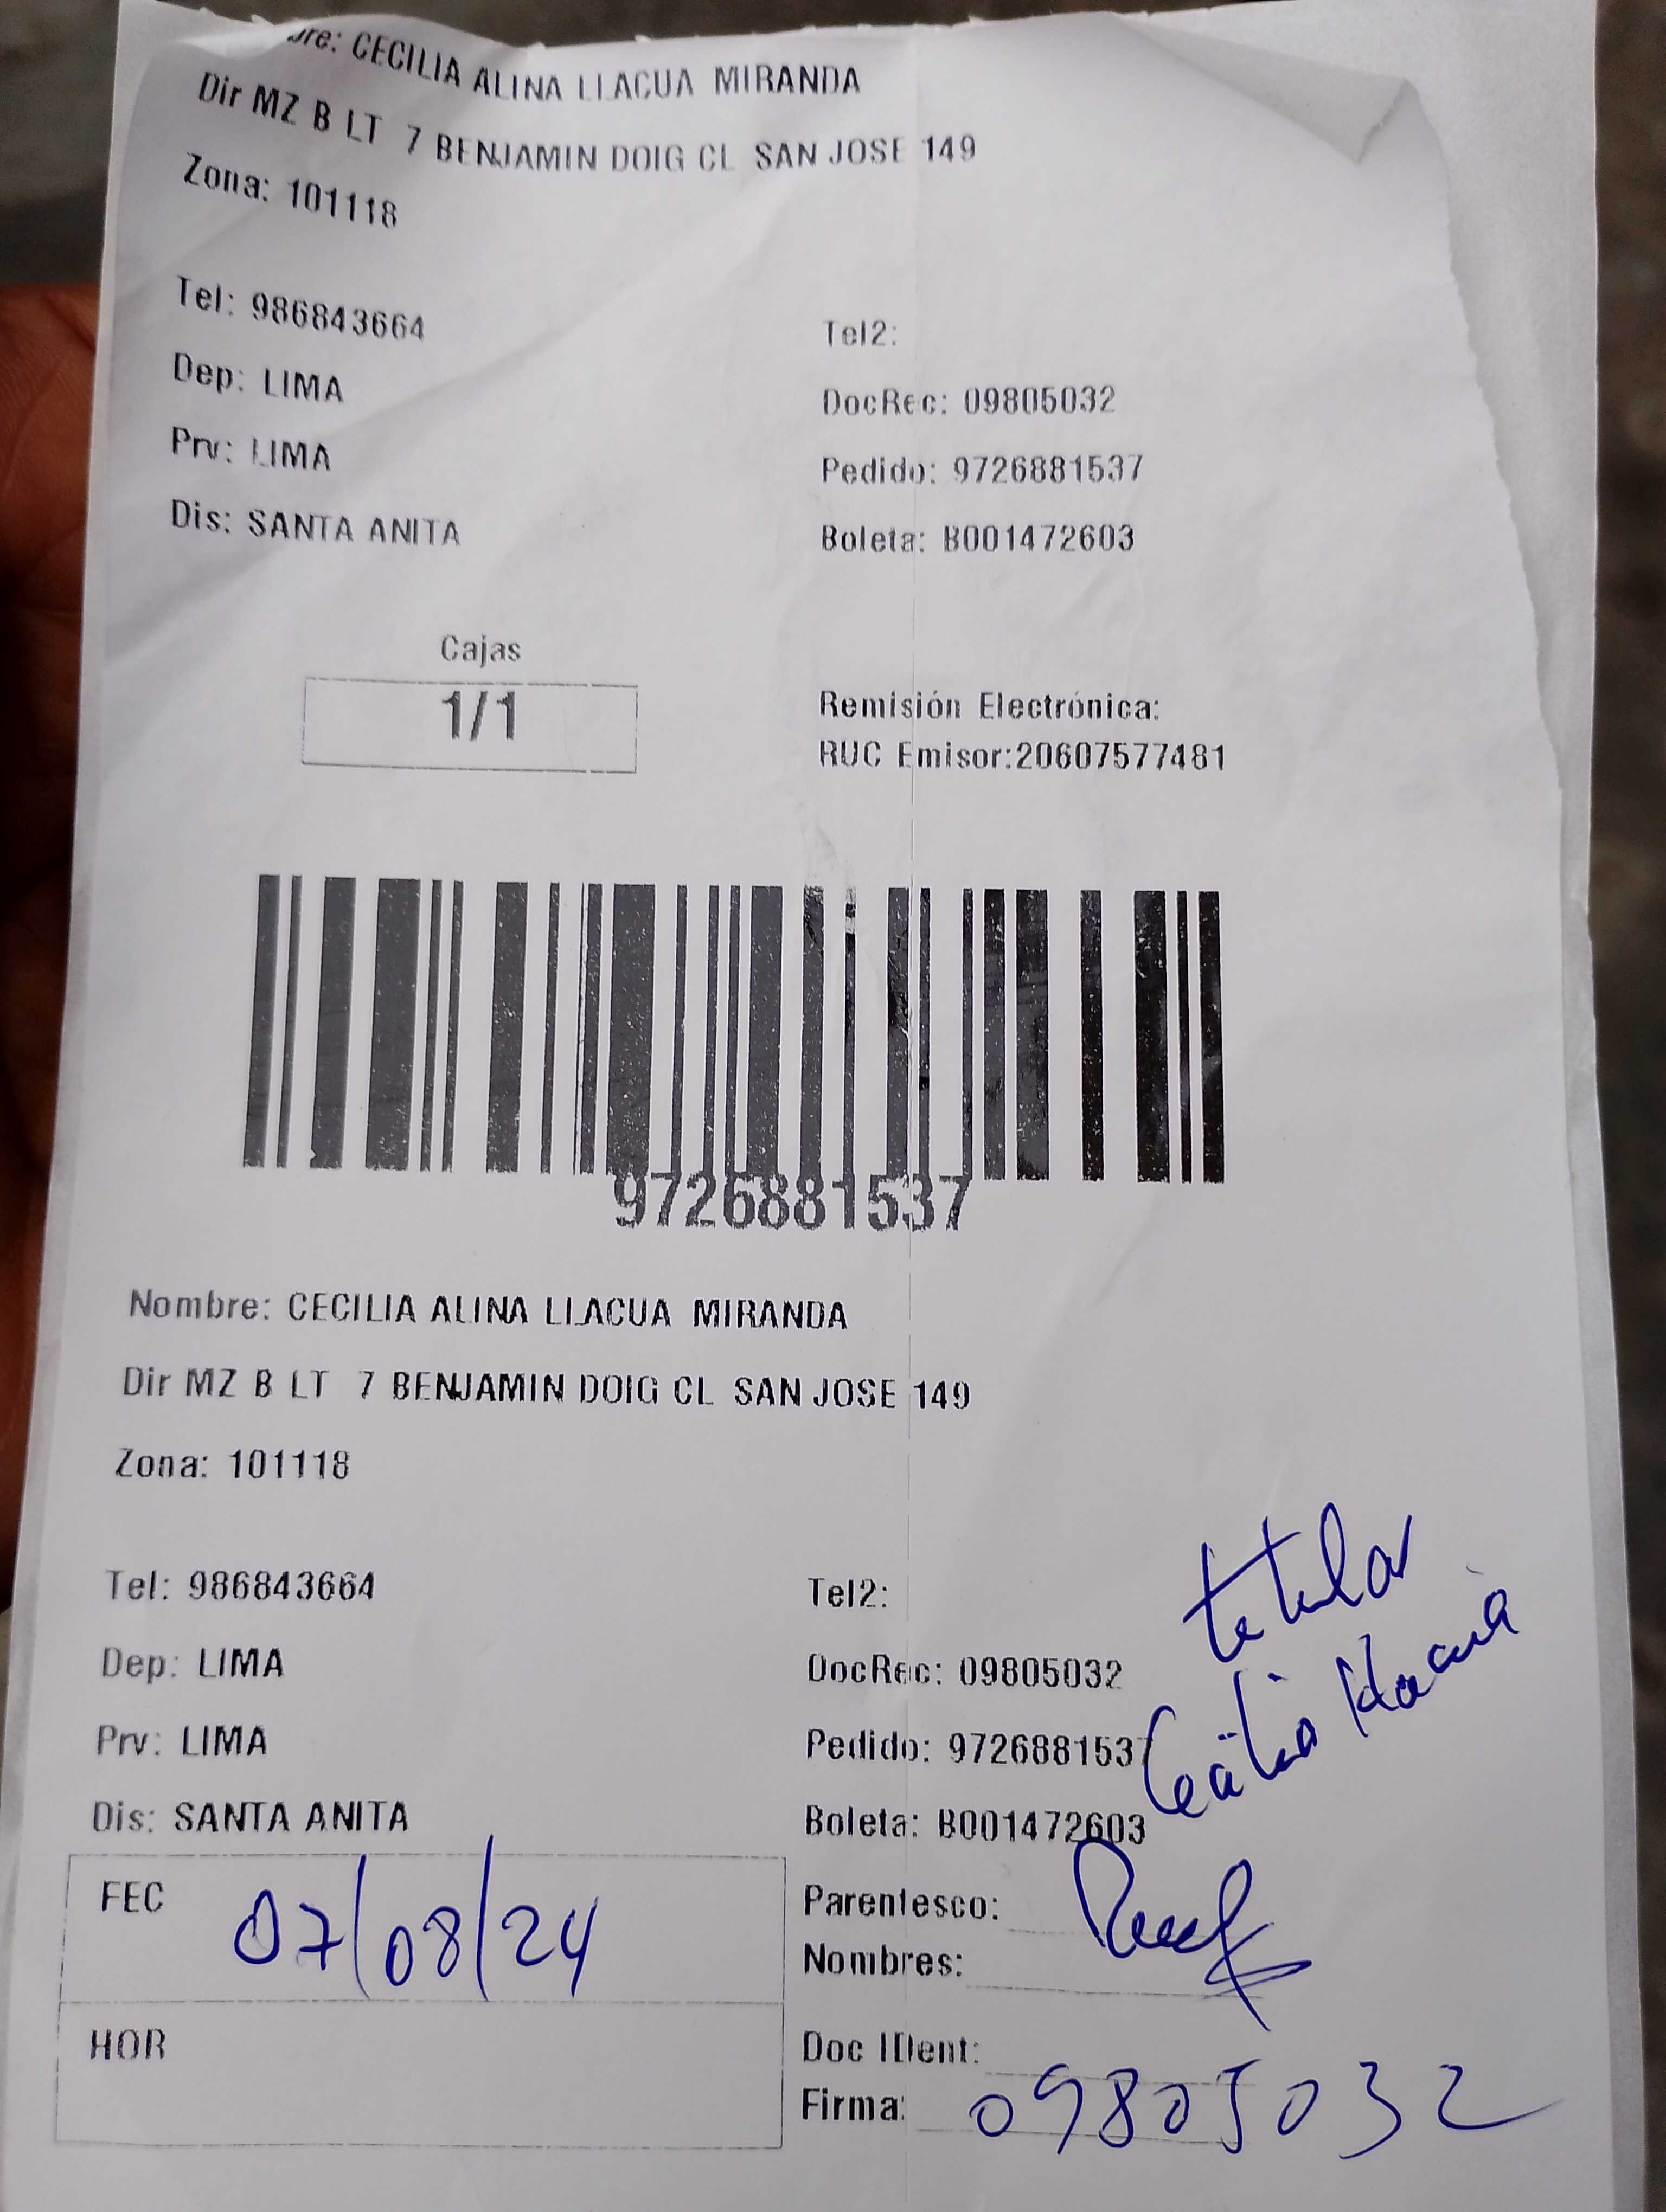 bre: CECILIA ALINA LLACUA MIRANDA
Dir MZ B LT 7 BENJAMIN DOIG CL SAN JOSE 149
Zona: 101118
Tel: 986843664
Tel2:
Dep: LIMA
DocRec: 09805032
Prv: LIMA
Pedido: 9726881537
Dis: SANTA ANITA
Boleta: B001472603
Cajas
1/1
Remisión Electrónica:
RUC Emisor:20607577481
9726881537
Nombre: CECILIA ALINA LLACUA MIRANDA
Dir MZ B LT 7 BENJAMIN DOIG CL SAN JOSE 149
Zona: 101118
titular
Tel: 986843664
Tel2:
Dep: LIMA
DocRec: 09805032
Cecilia Llacua
Prv: LIMA
Pedido: 9726881537
Dis: SANTA ANITA
Boleta: B001472603
FEC 07/08/24
Parentesco:
Nombres:
HOR
Doc IDent:
Firma: 09805032